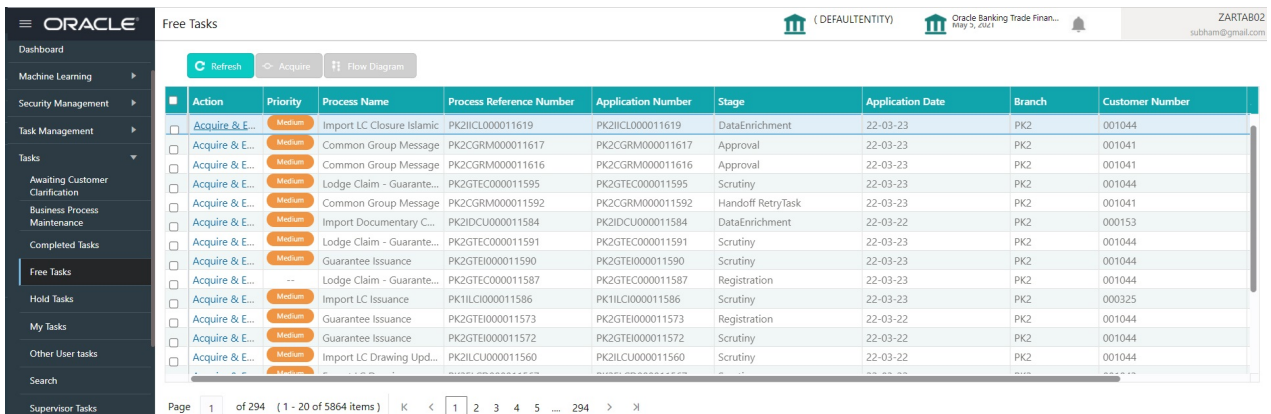 ORACLE
Free Tasks
( DEFAULTENTITY)
Oracle Banking Trade Finan...
May 5, 2021
ZARTAB02
subham@gmail.com
Dashboard
Machine Learning
Security Management
Task Management
Tasks
Awaiting Customer
Clarification
Business Process
Maintenance
Completed Tasks
Free Tasks
Hold Tasks
My Tasks
Other User tasks
Search
Supervisor Tasks
Refresh Acquire Flow Diagram
Action Priority Process Name Process Reference Number Application Number Stage Application Date Branch Customer Number
Acquire & E... Medium Import LC Closure Islamic PK2IICL000011619 PK2IICL000011619 DataEnrichment 22-03-23 PK2 001044
Acquire & E... Medium Common Group Message PK2CGRM000011617 PK2CGRM000011617 Approval 22-03-23 PK2 001041
Acquire & E... Medium Common Group Message PK2CGRM000011616 PK2CGRM000011616 Approval 22-03-23 PK2 001041
Acquire & E... Medium Lodge Claim - Guarante... PK2GTEC000011595 PK2GTEC000011595 Scrutiny 22-03-23 PK2 001044
Acquire & E... Medium Common Group Message PK2CGRM000011592 PK2CGRM000011592 Handoff RetryTask 22-03-23 PK2 001041
Acquire & E... Medium Import Documentary C... PK2IDCU000011584 PK2IDCU000011584 DataEnrichment 22-03-22 PK2 000153
Acquire & E... Medium Lodge Claim - Guarante... PK2GTEC000011591 PK2GTEC000011591 Scrutiny 22-03-23 PK2 001044
Acquire & E... Medium Guarantee Issuance PK2GTEI000011590 PK2GTEI000011590 Scrutiny 22-03-23 PK2 001044
Acquire & E... -- Lodge Claim - Guarante... PK2GTEC000011587 PK2GTEC000011587 Registration 22-03-23 PK2 001044
Acquire & E... Medium Import LC Issuance PK1ILCI000011586 PK1ILCI000011586 Scrutiny 22-03-23 PK2 000325
Acquire & E... Medium Guarantee Issuance PK2GTEI000011573 PK2GTEI000011573 Registration 22-03-22 PK2 001044
Acquire & E... Medium Guarantee Issuance PK2GTEI000011572 PK2GTEI000011572 Scrutiny 22-03-22 PK2 001044
Acquire & E... Medium Import LC Drawing Upd... PK2ILCU000011560 PK2ILCU000011560 Scrutiny 22-03-22 PK2 001044
Page 1 of 294 (1 - 20 of 5864 items) K < 1 2 3 4 5 ... 294 >